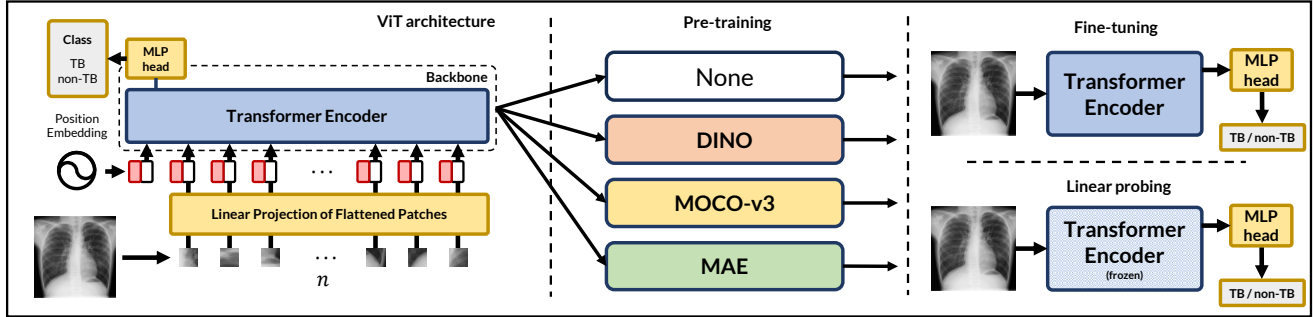 ViT architecture
Class
TB
non-TB
MLP
head
Backbone
Transformer Encoder
Position
Embedding
...
Linear Projection of Flattened Patches
...
n
Pre-training
None
DINO
MOCO-v3
MAE
Fine-tuning
Transformer
Encoder
MLP
head
TB / non-TB
Linear probing
Transformer
Encoder
(frozen)
MLP
head
TB / non-TB